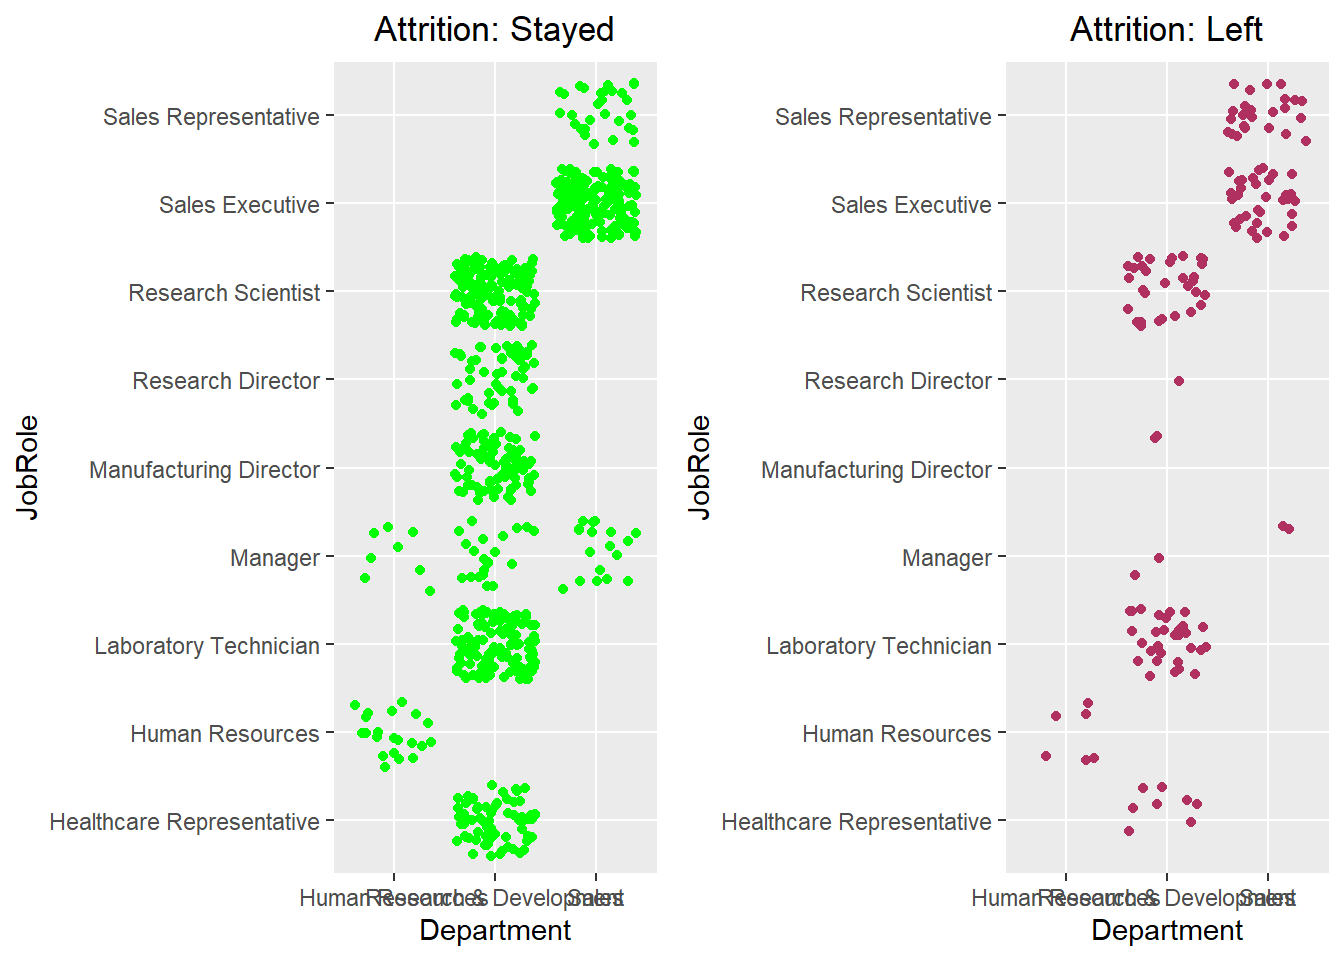 Attrition: Stayed
JobRole
Sales Representative
Sales Executive
Research Scientist
Research Director
Manufacturing Director
Manager
Laboratory Technician
Human Resources
Healthcare Representative
Human Resources Research & Development Sales
Department
Attrition: Left
JobRole
Sales Representative
Sales Executive
Research Scientist
Research Director
Manufacturing Director
Manager
Laboratory Technician
Human Resources
Healthcare Representative
Human Resources Research & Development Sales
Department